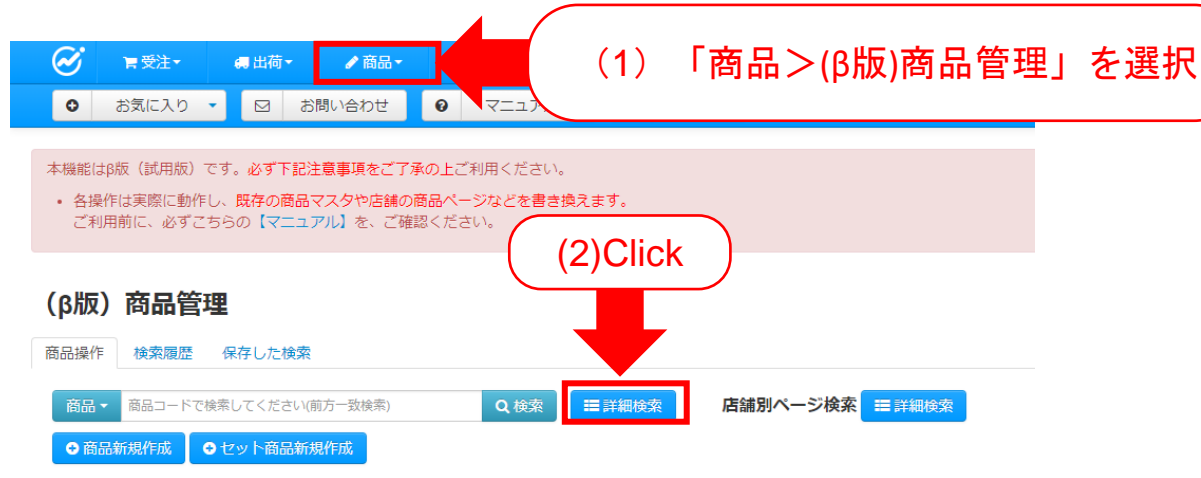 (1) 「商品＞(β版)商品管理」を選択
受注
出荷
商品
お気に入り
お問い合わせ
本機能はβ版（試用版）です。必ず下記注意事項をご了承の上ご利用ください。
• 各操作は実際に動作し、既存の商品マスタや店舗の商品ページなどを書き換えます。
ご利用前に、必ずこちらの【マニュアル】を、ご確認ください。
(2)Click
（β版）商品管理
商品操作 検索履歴 保存した検索
商品 商品コードで検索してください(前方一致検索) 検索 詳細検索 店舗別ページ検索 詳細検索
商品新規作成 セット商品新規作成